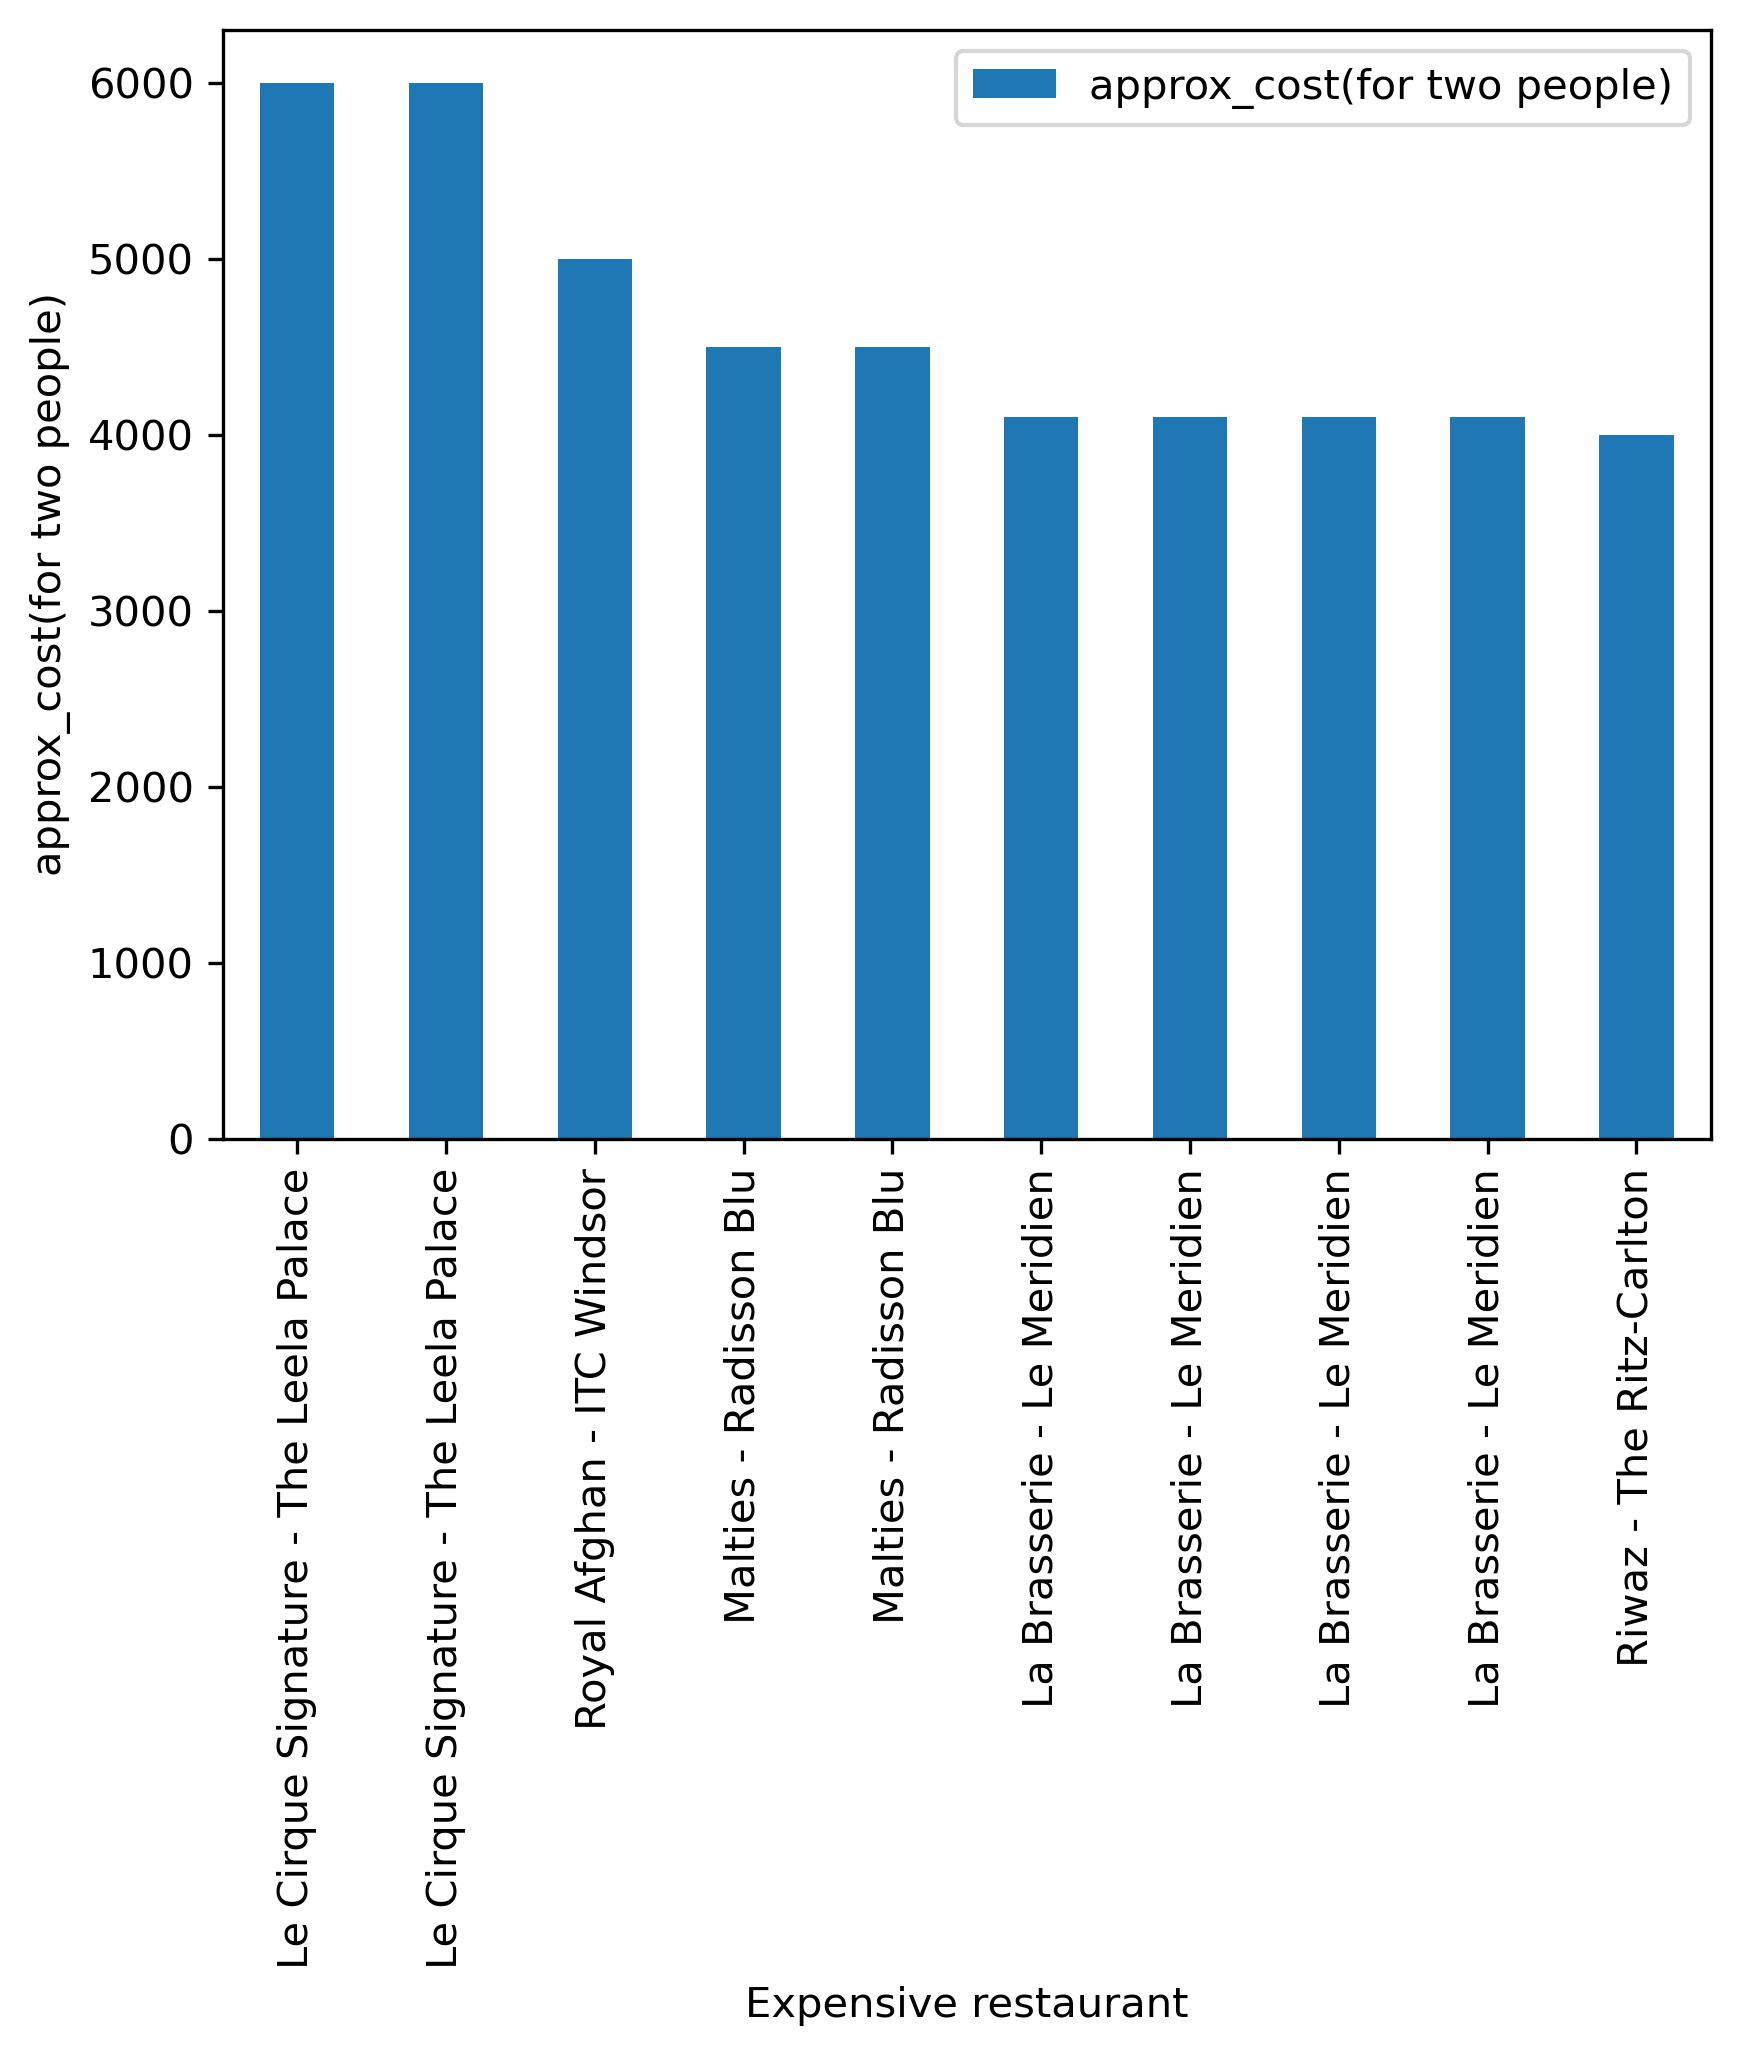 approx_cost(for two people)
approx_cost(for two people)
6000
5000
4000
3000
2000
1000
0
Le Cirque Signature - The Leela Palace
Le Cirque Signature - The Leela Palace
Royal Afghan - ITC Windsor
Malties - Radisson Blu
Malties - Radisson Blu
La Brasserie - Le Meridien
La Brasserie - Le Meridien
La Brasserie - Le Meridien
La Brasserie - Le Meridien
Riwaz - The Ritz-Carlton
Expensive restaurant